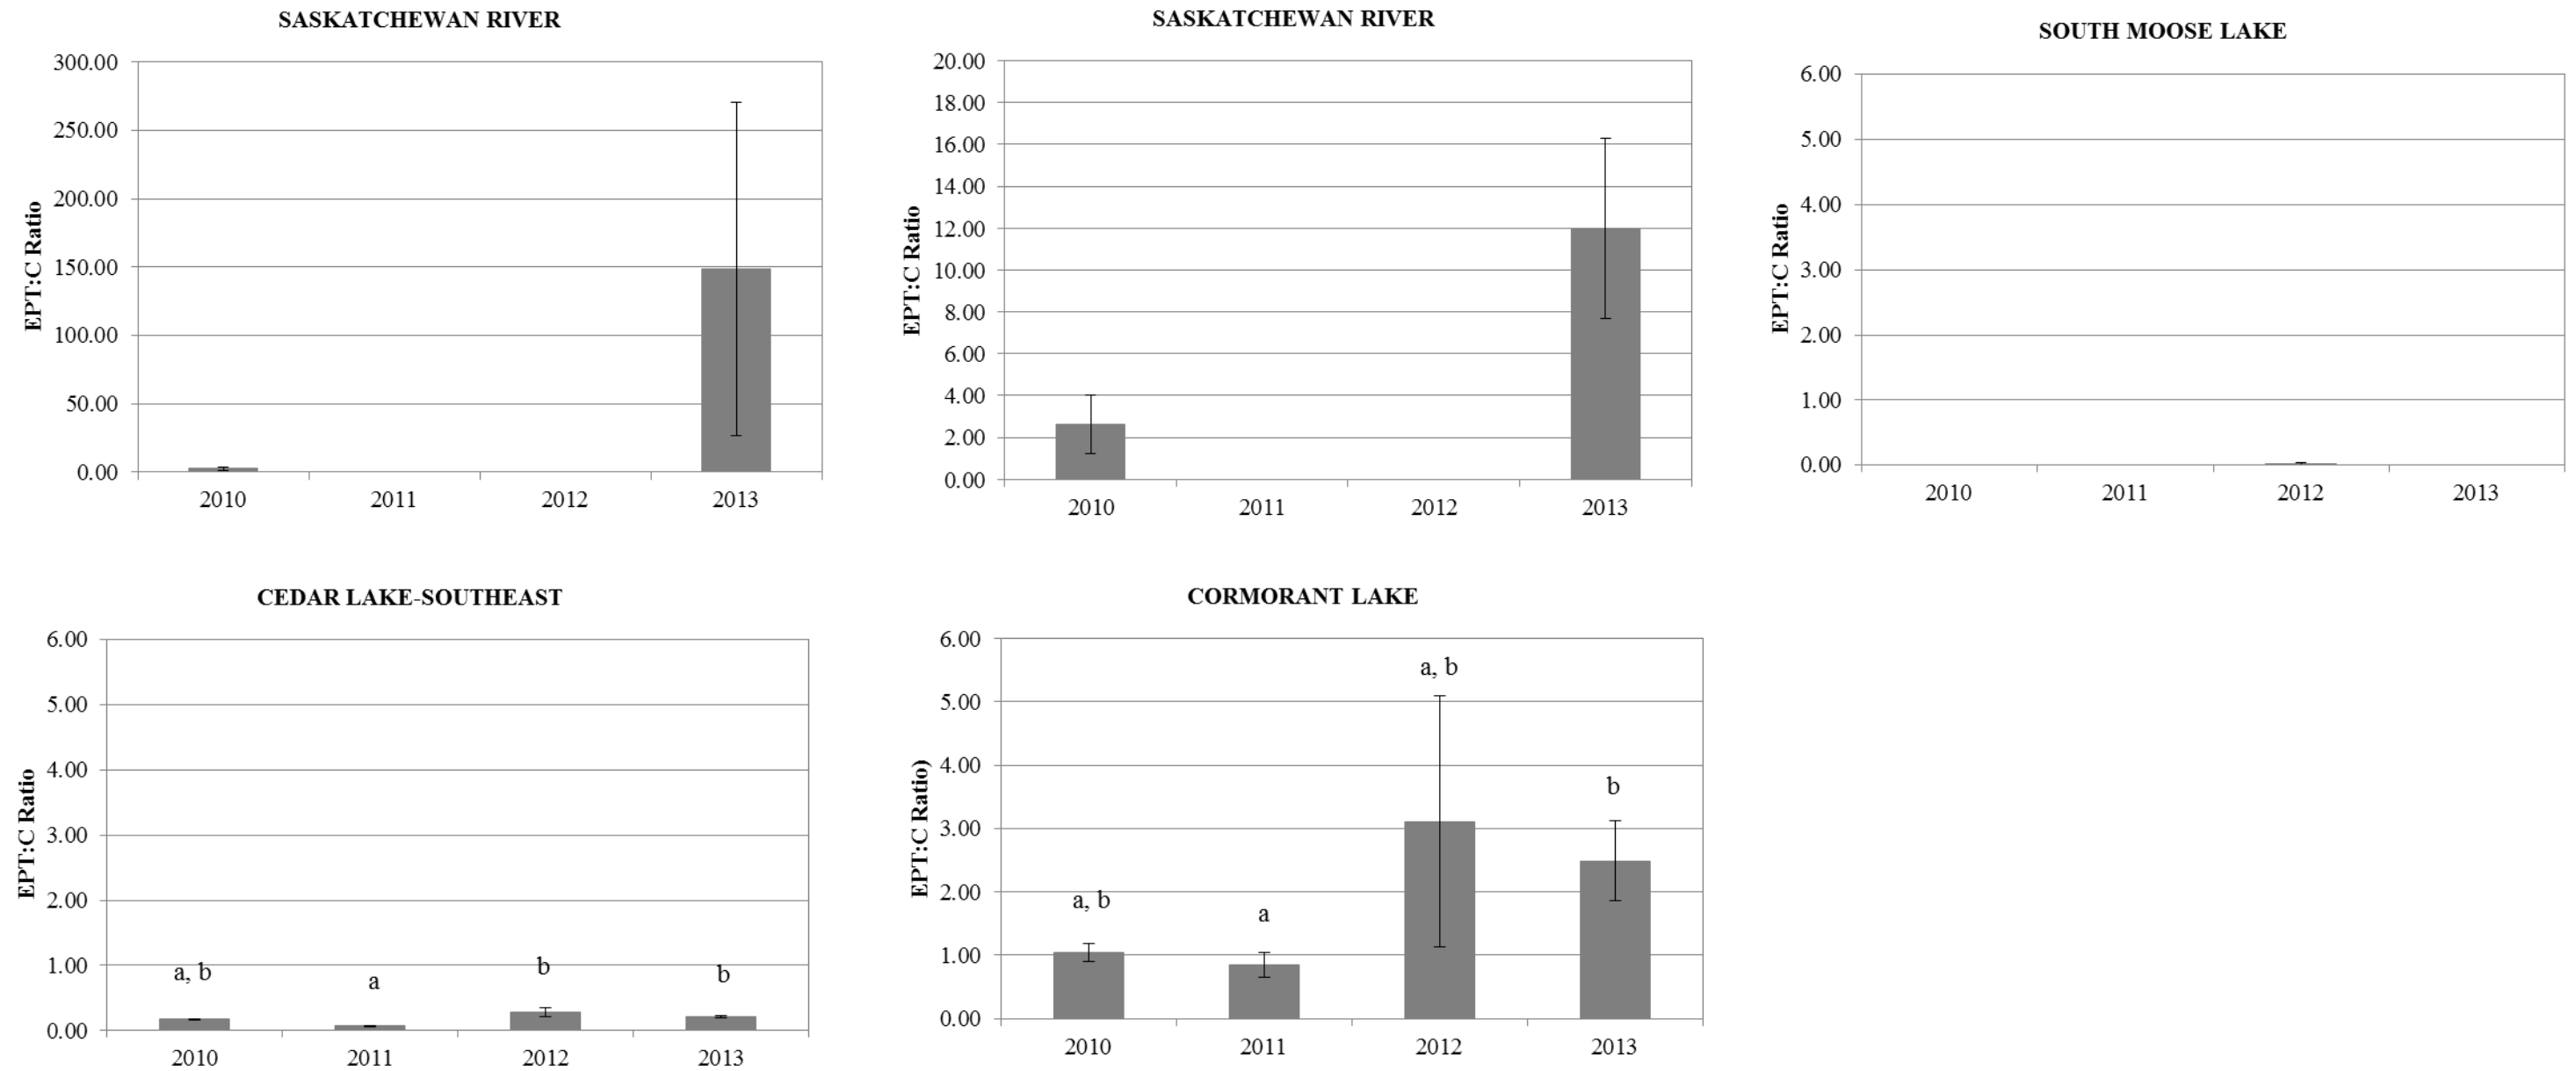 SASKATCHEWAN RIVER
EPT:C Ratio
300.00
250.00
200.00
150.00
100.00
50.00
0.00
2010 2011 2012 2013
SASKATCHEWAN RIVER
EPT:C Ratio
20.00
18.00
16.00
14.00
12.00
10.00
8.00
6.00
4.00
2.00
0.00
2010 2011 2012 2013
SOUTH MOOSE LAKE
EPT:C Ratio
6.00
5.00
4.00
3.00
2.00
1.00
0.00
2010 2011 2012 2013
CEDAR LAKE-SOUTHEAST
EPT:C Ratio
6.00
5.00
4.00
3.00
2.00
1.00
0.00
a, b a b b
2010 2011 2012 2013
CORMORANT LAKE
EPT:C Ratio)
6.00
5.00
4.00
3.00
2.00
1.00
0.00
a, b a a, b b
2010 2011 2012 2013